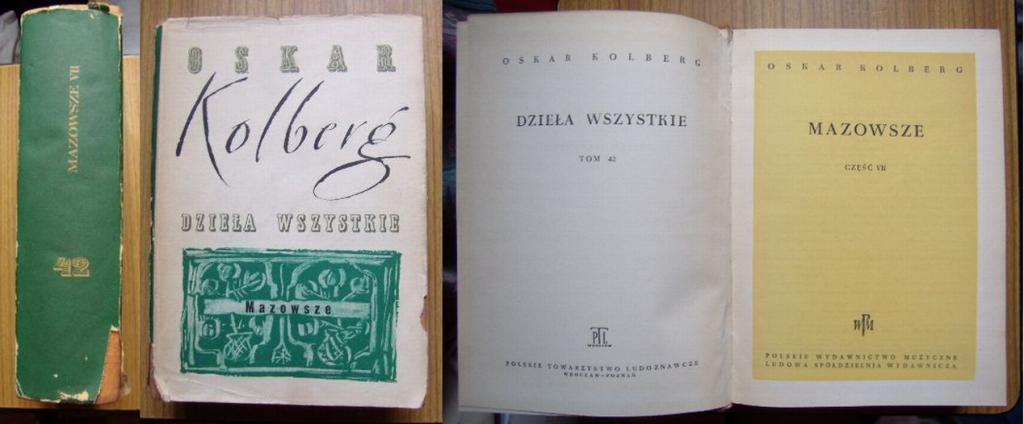 MAZOWSZE VII
42
OSKAR
Kolberg
DZIEŁA WSZYSTKIE
Mazowsze
OSKAR KOLBERG
DZIEŁA WSZYSTKIE
TOM 42
PTL
WROCŁAW
POLSKIE TOWARZYSTWO LUDOZNAWCZE
WROCŁAW-POZNAŃ
OSKAR KOLBERG
MAZOWSZE
CZĘŚĆ VII
PWM
POLSKIE WYDAWNICTWO MUZYCZNE
LUDOWA SPÓŁDZIELNIA WYDAWNICZA